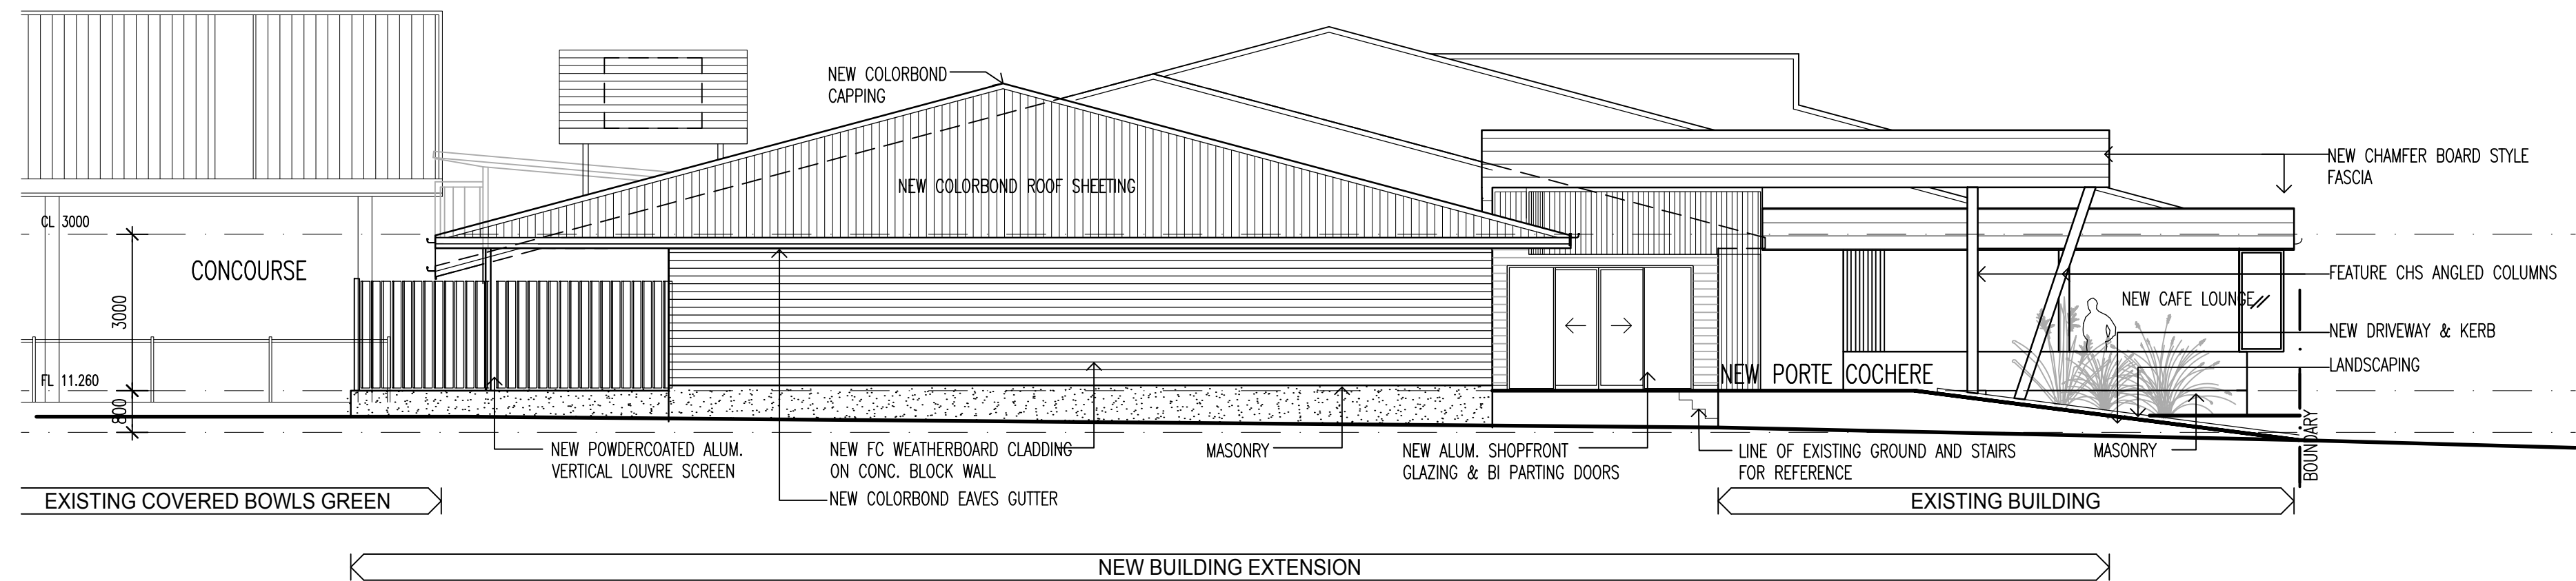 NEW COLORBOND
CAPPING
NEW COLORBOND ROOF SHEETING
NEW CHAMFER BOARD STYLE
FASCIA
CL 3000
CONCOURSE
3000
FL 11.260
800
FEATURE CHS ANGLED COLUMNS
NEW CAFE LOUNGE
NEW DRIVEWAY & KERB
LANDSCAPING
NEW PORTE COCHERE
NEW POWDERCOATED ALUM.
VERTICAL LOUVRE SCREEN
NEW FC WEATHERBOARD CLADDING
ON CONC. BLOCK WALL
NEW COLORBOND EAVES GUTTER
MASONRY
NEW ALUM. SHOPFRONT
GLAZING & BI PARTING DOORS
LINE OF EXISTING GROUND AND STAIRS
FOR REFERENCE
MASONRY
BOUNDARY
EXISTING COVERED BOWLS GREEN
EXISTING BUILDING
NEW BUILDING EXTENSION